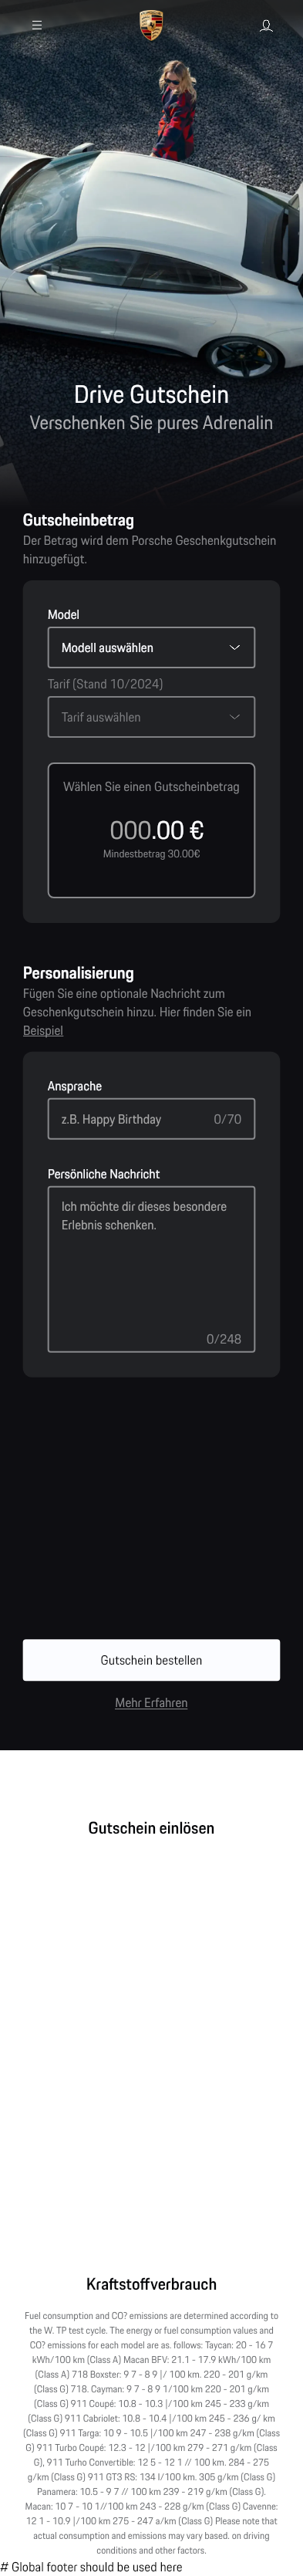 Drive Gutschein
Verschenken Sie pures Adrenalin
Gutscheinbetrag
Der Betrag wird dem Porsche Geschenkgutschein
hinzugefügt.
Model
Modell auswählen
Tarif (Stand 10/2024)
Tarif auswählen
Wählen Sie einen Gutscheinbetrag
000.00 €
Mindestbetrag 30.00€
Personalisierung
Fügen Sie eine optionale Nachricht zum
Geschenkgutschein hinzu. Hier finden Sie ein
Beispiel
Ansprache
z.B. Happy Birthday 0/70
Persönliche Nachricht
Ich möchte dir dieses besondere
Erlebnis schenken.
0/248
Gutschein bestellen
Mehr Erfahren
Gutschein einlösen
Kraftstoffverbrauch
Fuel consumption and CO? emissions are determined according to
the W. TP test cycle. The energy or fuel consumption values and
CO? emissions for each model are as. follows: Taycan: 20 - 16 7
kWh/100 km (Class A) Macan BFV: 21.1 - 17.9 kWh/100 km
(Class A) 718 Boxster: 9 7 - 8 9 |/ 100 km. 220 - 201 g/km
(Class G) 718. Cayman: 9 7 - 8 9 1/100 km 220 - 201 g/km
(Class G) 911 Coupé: 10.8 - 10.3 |/100 km 245 - 233 g/km
(Class G) 911 Cabriolet: 10.8 - 10.4 |/100 km 245 - 236 g/ km
(Class G) 911 Targa: 10 9 - 10.5 |/100 km 247 - 238 g/km (Class
G) 911 Turbo Coupé: 12.3 - 12 |/100 km 279 - 271 g/km (Class
G), 911 Turho Convertible: 12 5 - 12 1 // 100 km. 284 - 275
g/km (Class G) 911 GT3 RS: 134 I/100 km. 305 g/km (Class G)
Panamera: 10.5 - 9 7 // 100 km 239 - 219 g/km (Class G).
Macan: 10 7 - 10 1//100 km 243 - 228 g/km (Class G) Cavenne:
12 1 - 10.9 |/100 km 275 - 247 a/km (Class G) Please note that
actual consumption and emissions may vary based. on driving
conditions and other factors.
# Global footer should be used here